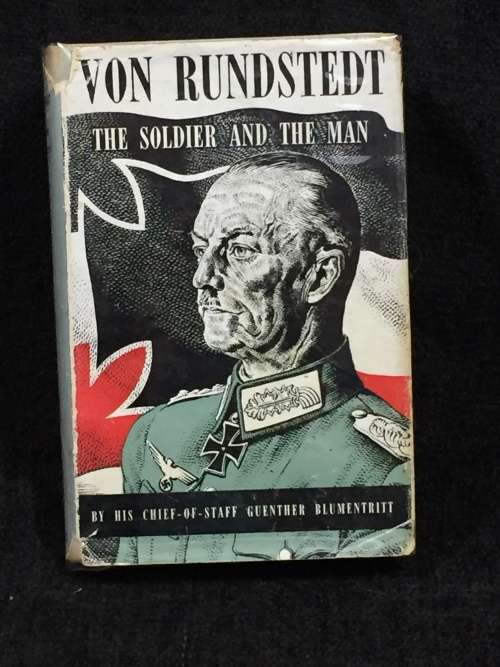 VON RUNDSTEDT
THE SOLDIER AND THE MAN
BY HIS CHIEF-OF-STAFF GUENTHER BLUMENTRITT